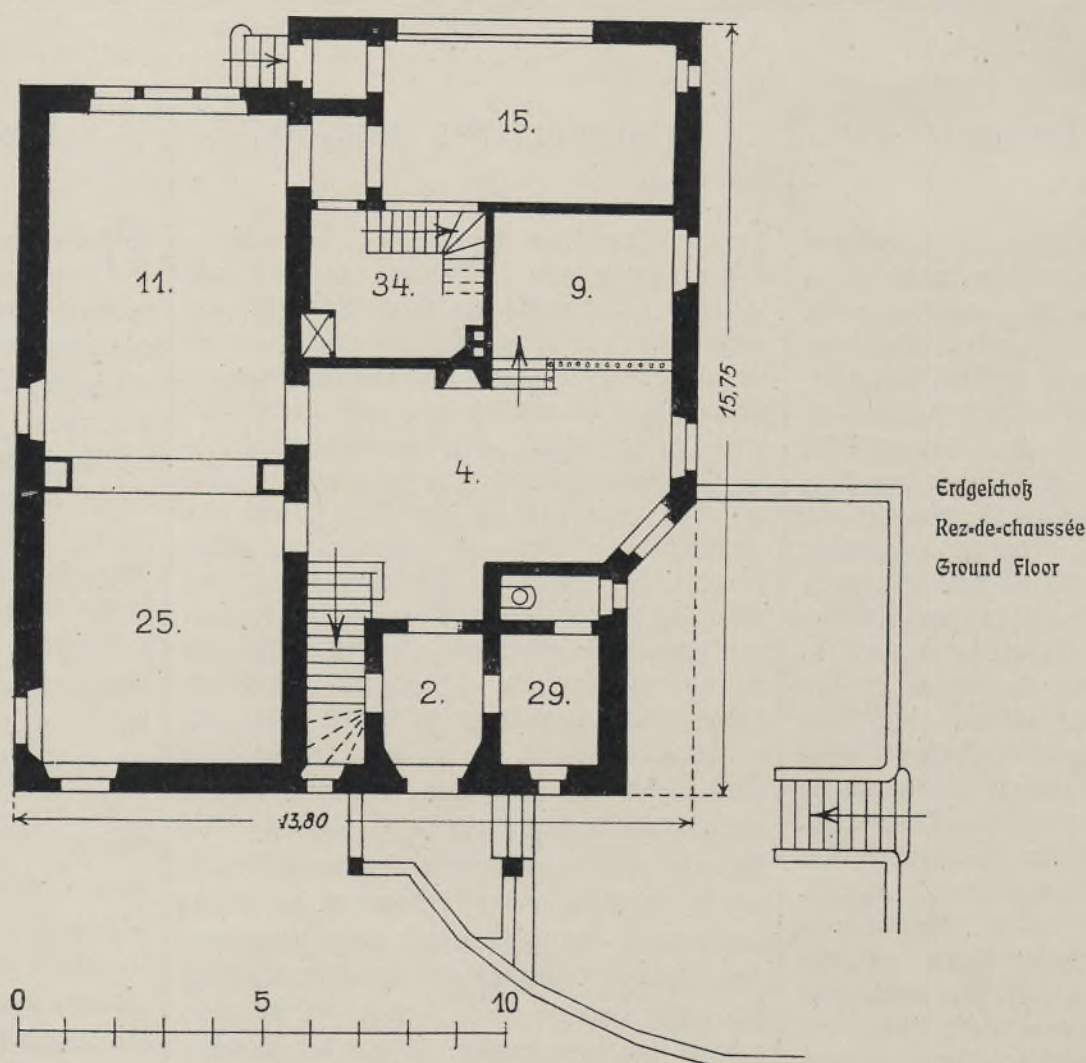 15.
11.
34.
9.
15,75
4.
Erdgeschoß
Rez-de-chaussée
Ground Floor
25.
2.
29.
13,80
0 5 10